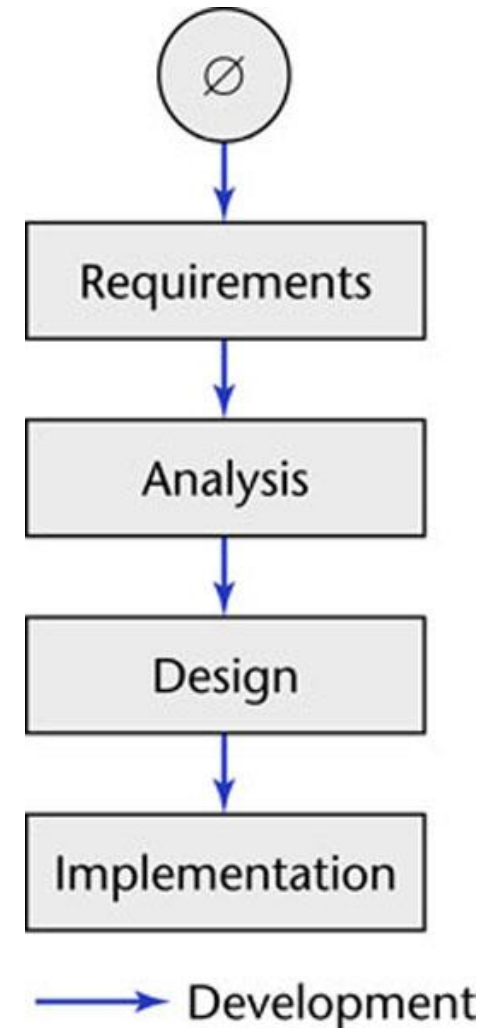 ∅
Requirements
Analysis
Design
Implementation
Development